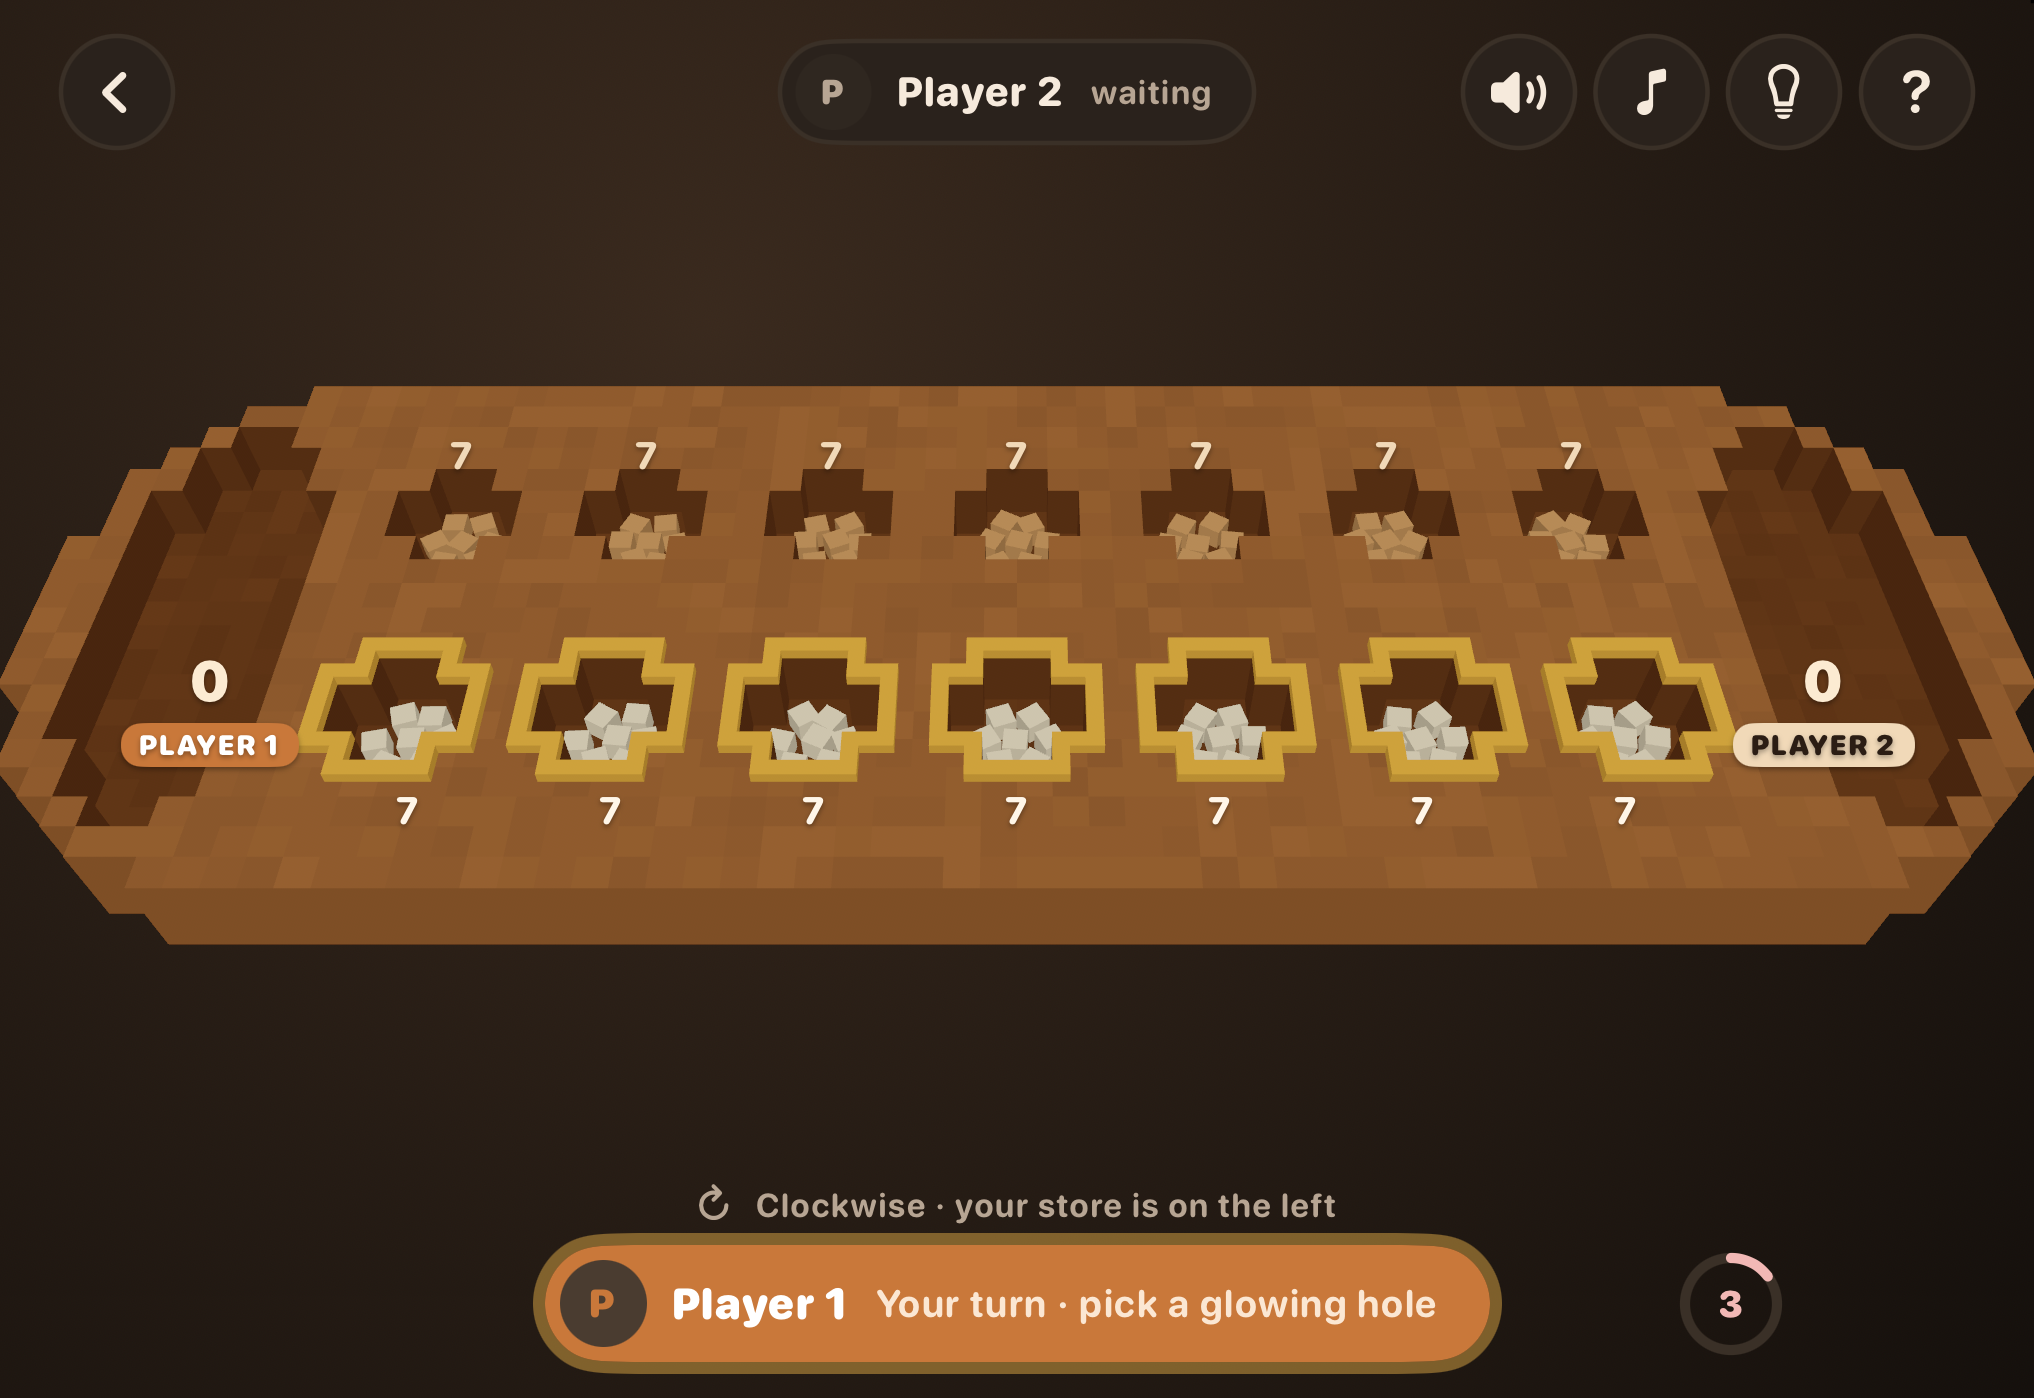 P Player 2 waiting
?
7 7 7 7 7 7 7
0 0
PLAYER 1 PLAYER 2
7 7 7 7 7 7 7
Clockwise · your store is on the left
P Player 1 Your turn · pick a glowing hole 3